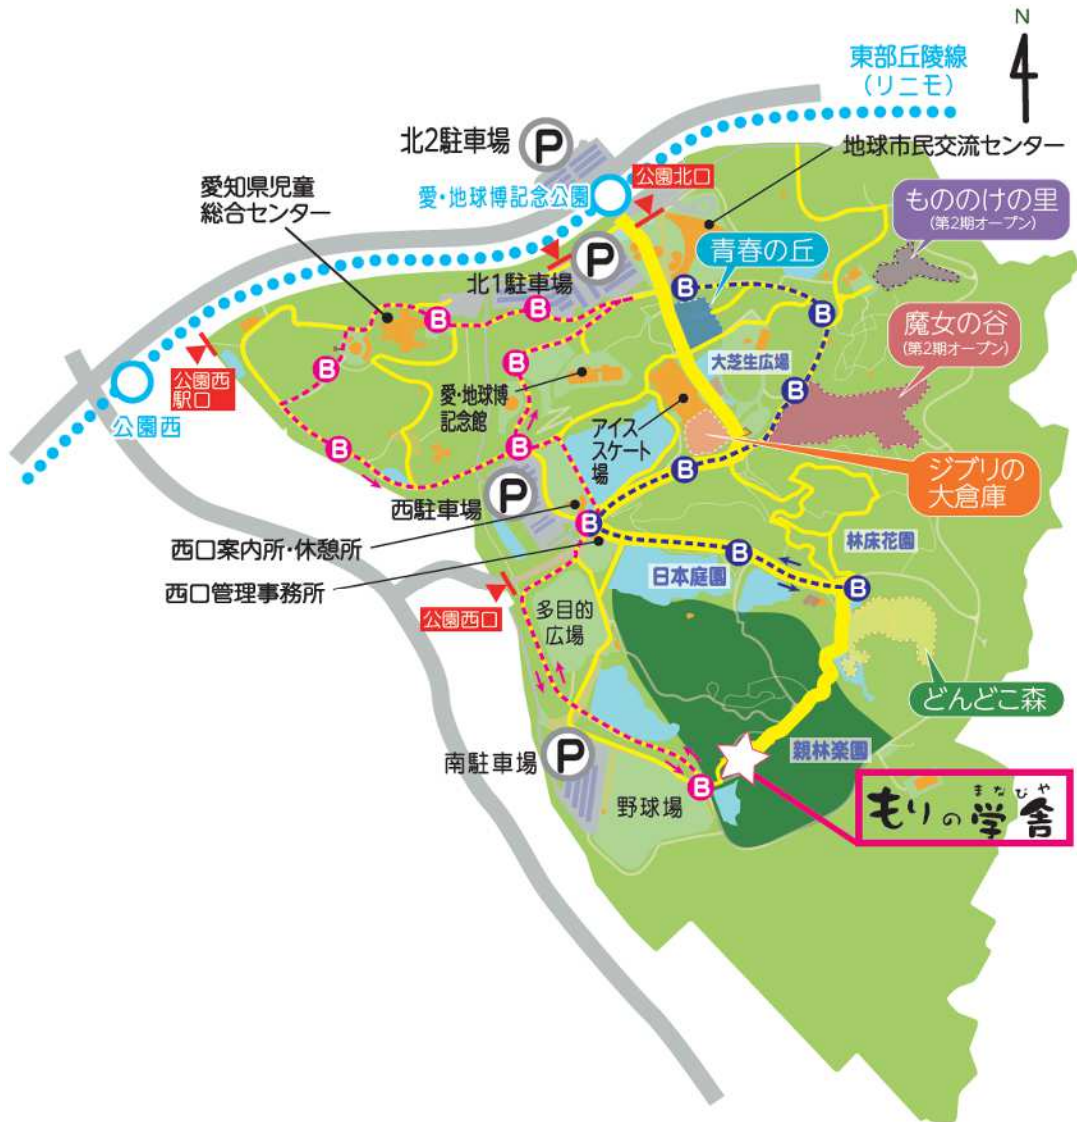 N
東部丘陵線
(リニモ)
北2駐車場
P
地球市民交流センター
公園北口
愛知県児童
総合センター
愛・地球博記念公園
もののけの里
(第2期オープン)
青春の丘
P
北1駐車場
B
B
B
B
魔女の谷
(第2期オープン)
公園西
駅口
B
B
大芝生広場
B
公園西
愛・地球博
記念館
アイス
スケート
場
B
B
B
ジブリの
大倉庫
P
西駐車場
B
西口案内所・休憩所
林床花園
B
西口管理事務所
日本庭園
B
公園西口
多目的
広場
どんどこ森
南駐車場
P
親林楽園
B
野球場
まなびや
もりの学舎